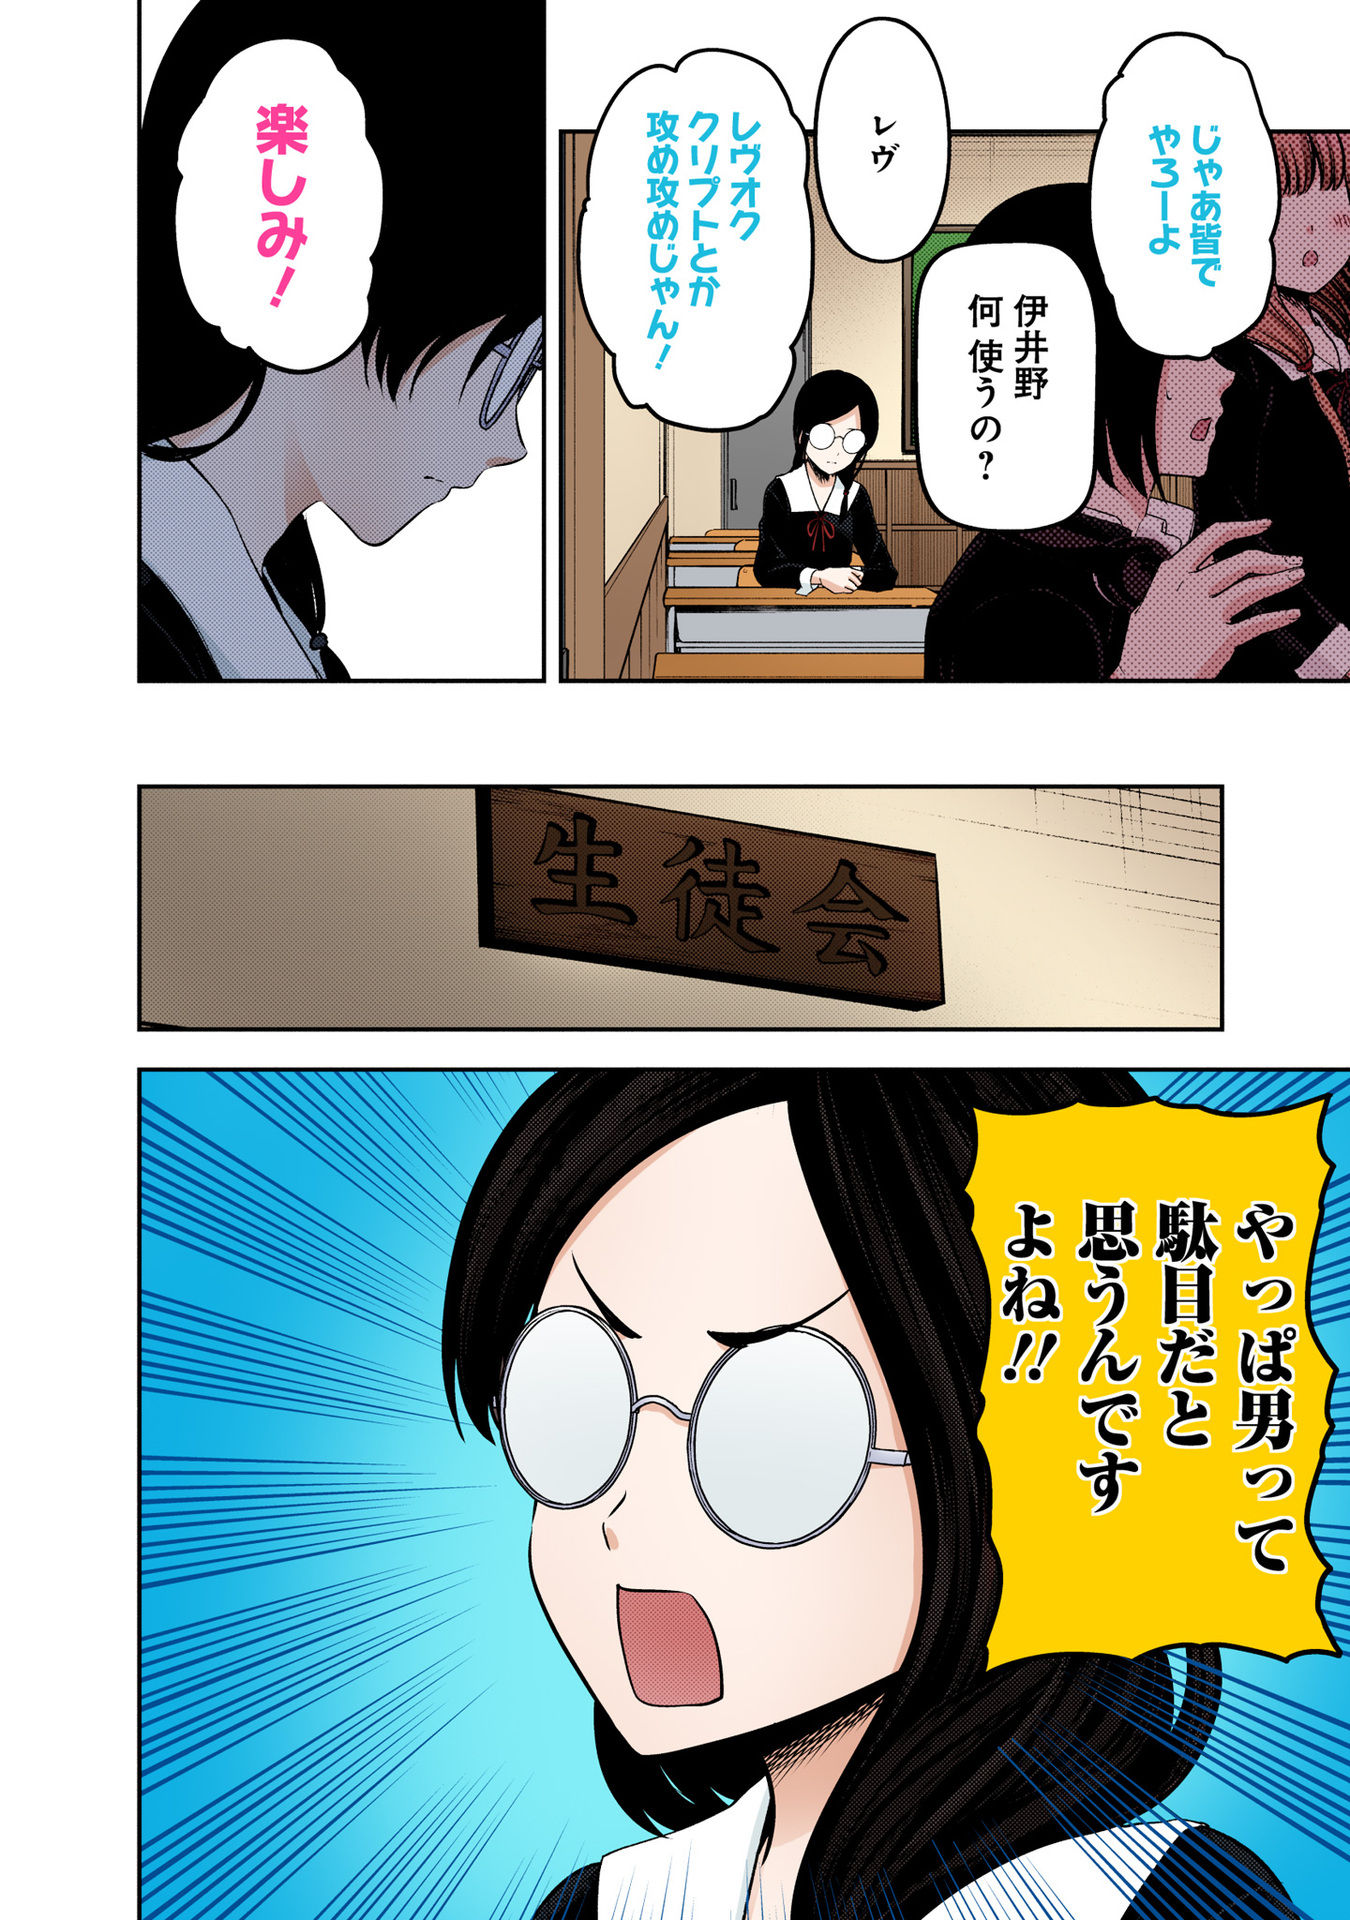 じゃあ皆で
やろーよ
伊井野
何使うの?
レヴ
レヴオク
クリプトとか
攻め攻めじゃん!
楽しみ!
生徒会
やっぱ男って
駄目だと
思うんです
よね!!